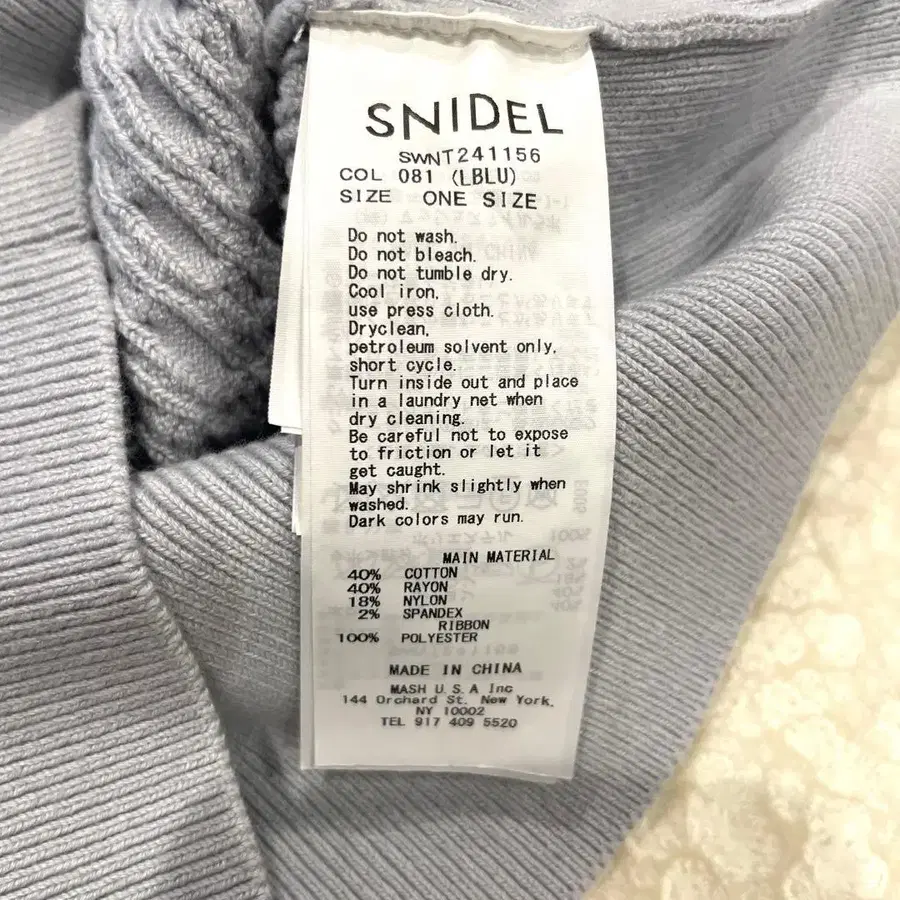 SNIDEL
SWNT241156
COL 081 (LBLU)
SIZE ONE SIZE
Do not wash.
Do not bleach.
Do not tumble dry.
Cool iron,
use press cloth.
Dryclean,
petroleum solvent only,
short cycle.
Turn inside out and place
in a laundry net when
dry cleaning.
Be careful not to expose
to friction or let it
get caught.
May shrink slightly when
washed.
Dark colors may run.
MAIN MATERIAL
40% COTTON
40% RAYON
18% NYLON
2% SPANDEX
RIBBON
100% POLYESTER
MADE IN CHINA
MASH U.S.A Inc
144 Orchard St. New York,
NY 10002
TEL 917 409 5520